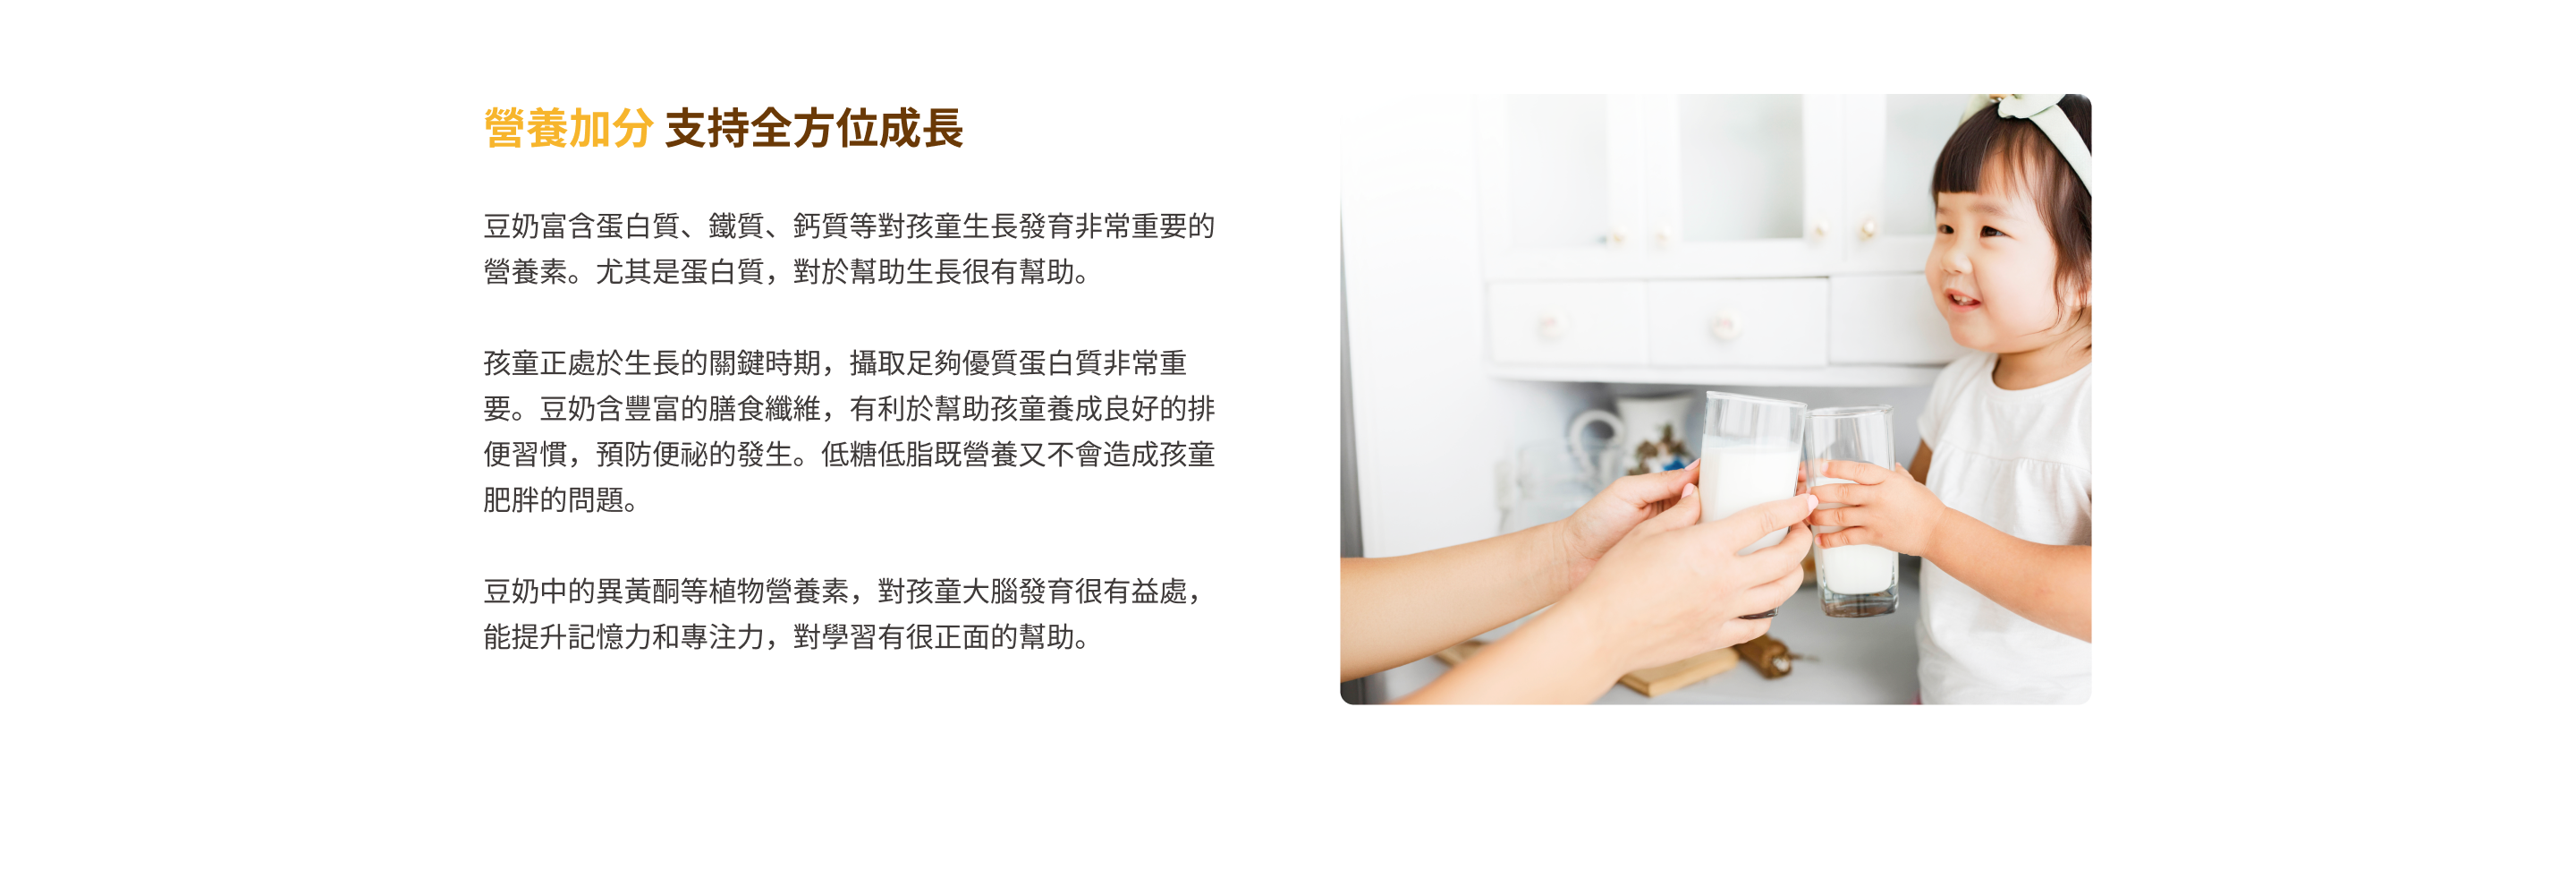 營養加分 支持全方位成長
豆奶富含蛋白質、鐵質、鈣質等對孩童生長發育非常重要的
營養素。尤其是蛋白質，對於幫助生長很有幫助。
孩童正處於生長的關鍵時期，攝取足夠優質蛋白質非常重
要。豆奶含豐富的膳食纖維，有利於幫助孩童養成良好的排
便習慣，預防便祕的發生。低糖低脂既營養又不會造成孩童
肥胖的問題。
豆奶中的異黃酮等植物營養素，對孩童大腦發育很有益處，
能提升記憶力和專注力，對學習有很正面的幫助。